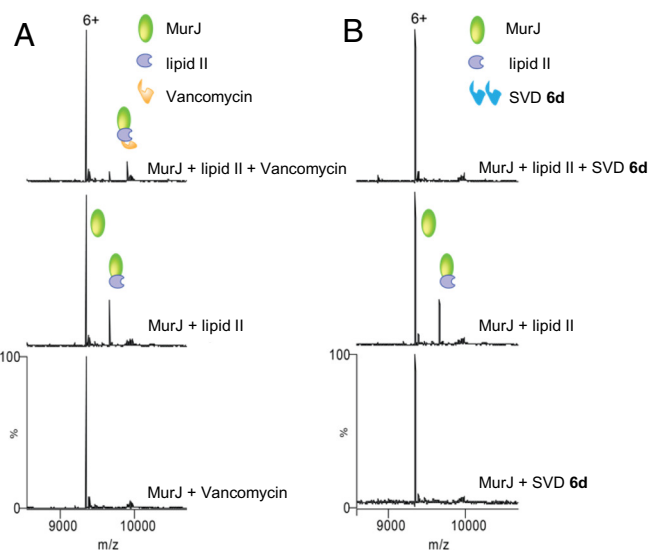 A
6+
MurJ
lipid II
Vancomycin
MurJ + lipid II + Vancomycin
MurJ + lipid II
100
%
0
MurJ + Vancomycin
9000 10000
m/z
B
6+
MurJ
lipid II
SVD 6d
MurJ + lipid II + SVD 6d
MurJ + lipid II
100
%
0
MurJ + SVD 6d
9000 10000
m/z